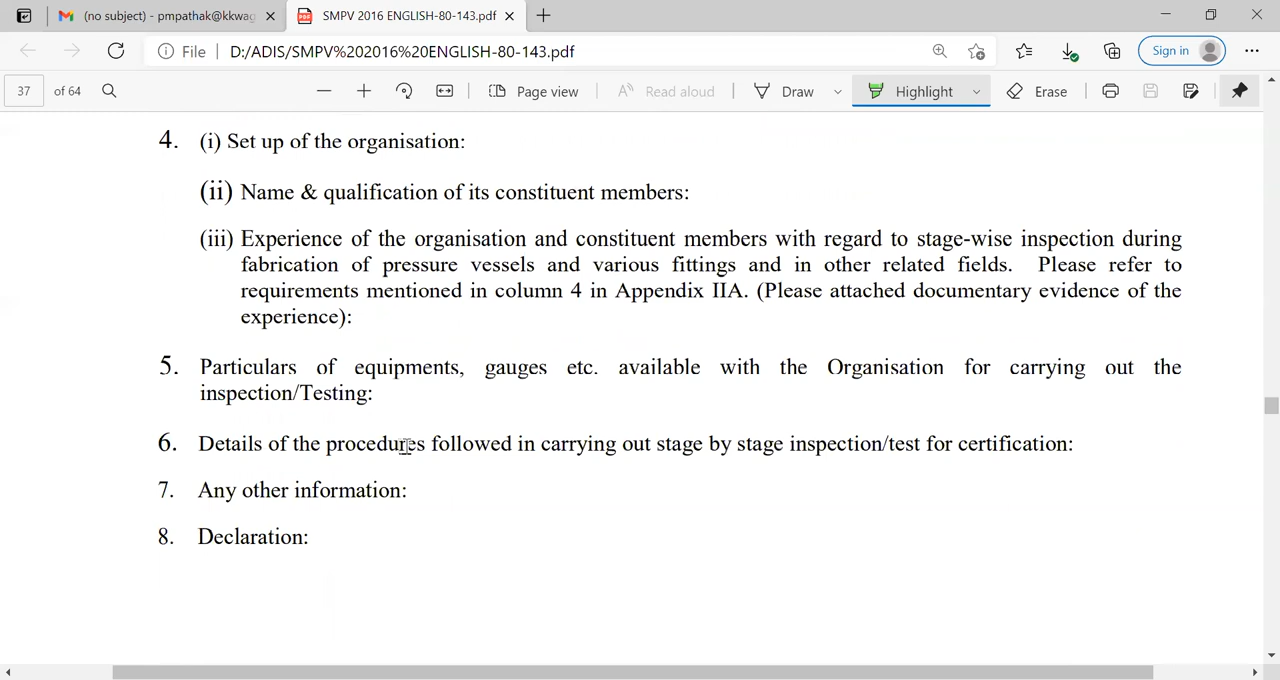 (no subject) - pmpathak@kkwag
SMPV 2016 ENGLISH-80-143.pdf
File
D:/ADIS/SMPV%202016%20ENGLISH-80-143.pdf
Sign in
37 of 64
Page view
Read aloud
Draw
Highlight
Erase
4. (i) Set up of the organisation:
(ii) Name & qualification of its constituent members:
(iii) Experience of the organisation and constituent members with regard to stage-wise inspection during
fabrication of pressure vessels and various fittings and in other related fields. Please refer to
requirements mentioned in column 4 in Appendix IIA. (Please attached documentary evidence of the
experience):
5. Particulars of equipments, gauges etc. available with the Organisation for carrying out the
inspection/Testing:
6. Details of the procedures followed in carrying out stage by stage inspection/test for certification:
7. Any other information:
8. Declaration: